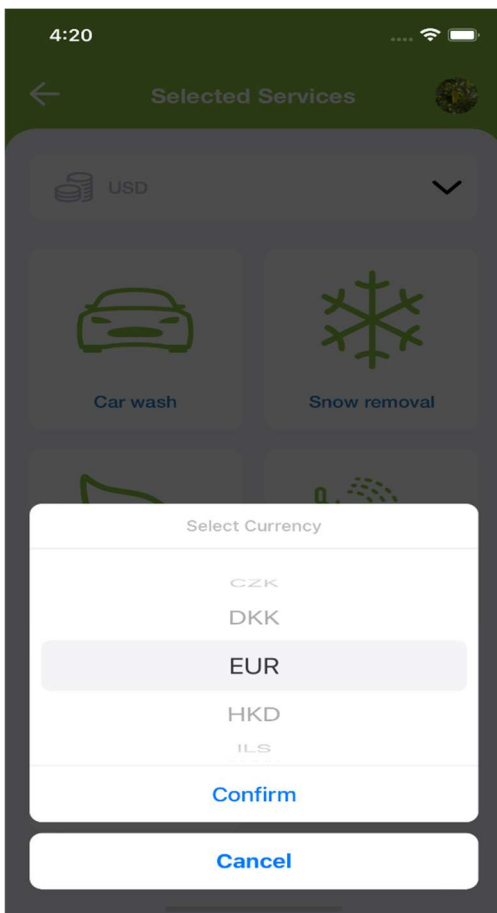 4:20
Selected Services
USD
Car wash
Snow removal
Select Currency
CZK
DKK
EUR
HKD
ILS
Confirm
Cancel